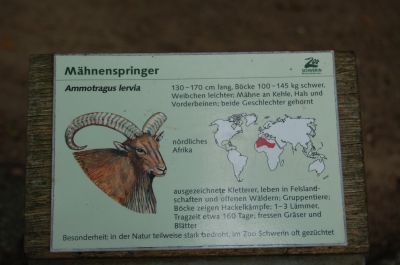 Mähnenspringer
Zoo
SCHWERIN
Ammotragus lervia
130-170 cm lang, Böcke 100-145 kg schwer,
Weibchen leichter; Mähne an Kehle, Hals und
Vorderbeinen; beide Geschlechter gehörnt
nördliches
Afrika
ausgezeichnete Kletterer, leben in Felsland-
schaften und offenen Wäldern; Gruppentiere;
Böcke zeigen Hackelkämpfe; 1-3 Lämmer,
Tragzeit etwa 160 Tage; fressen Gräser und
Blätter
Besonderheit: in der Natur teilweise stark bedroht, im Zoo Schwerin oft gezüchtet